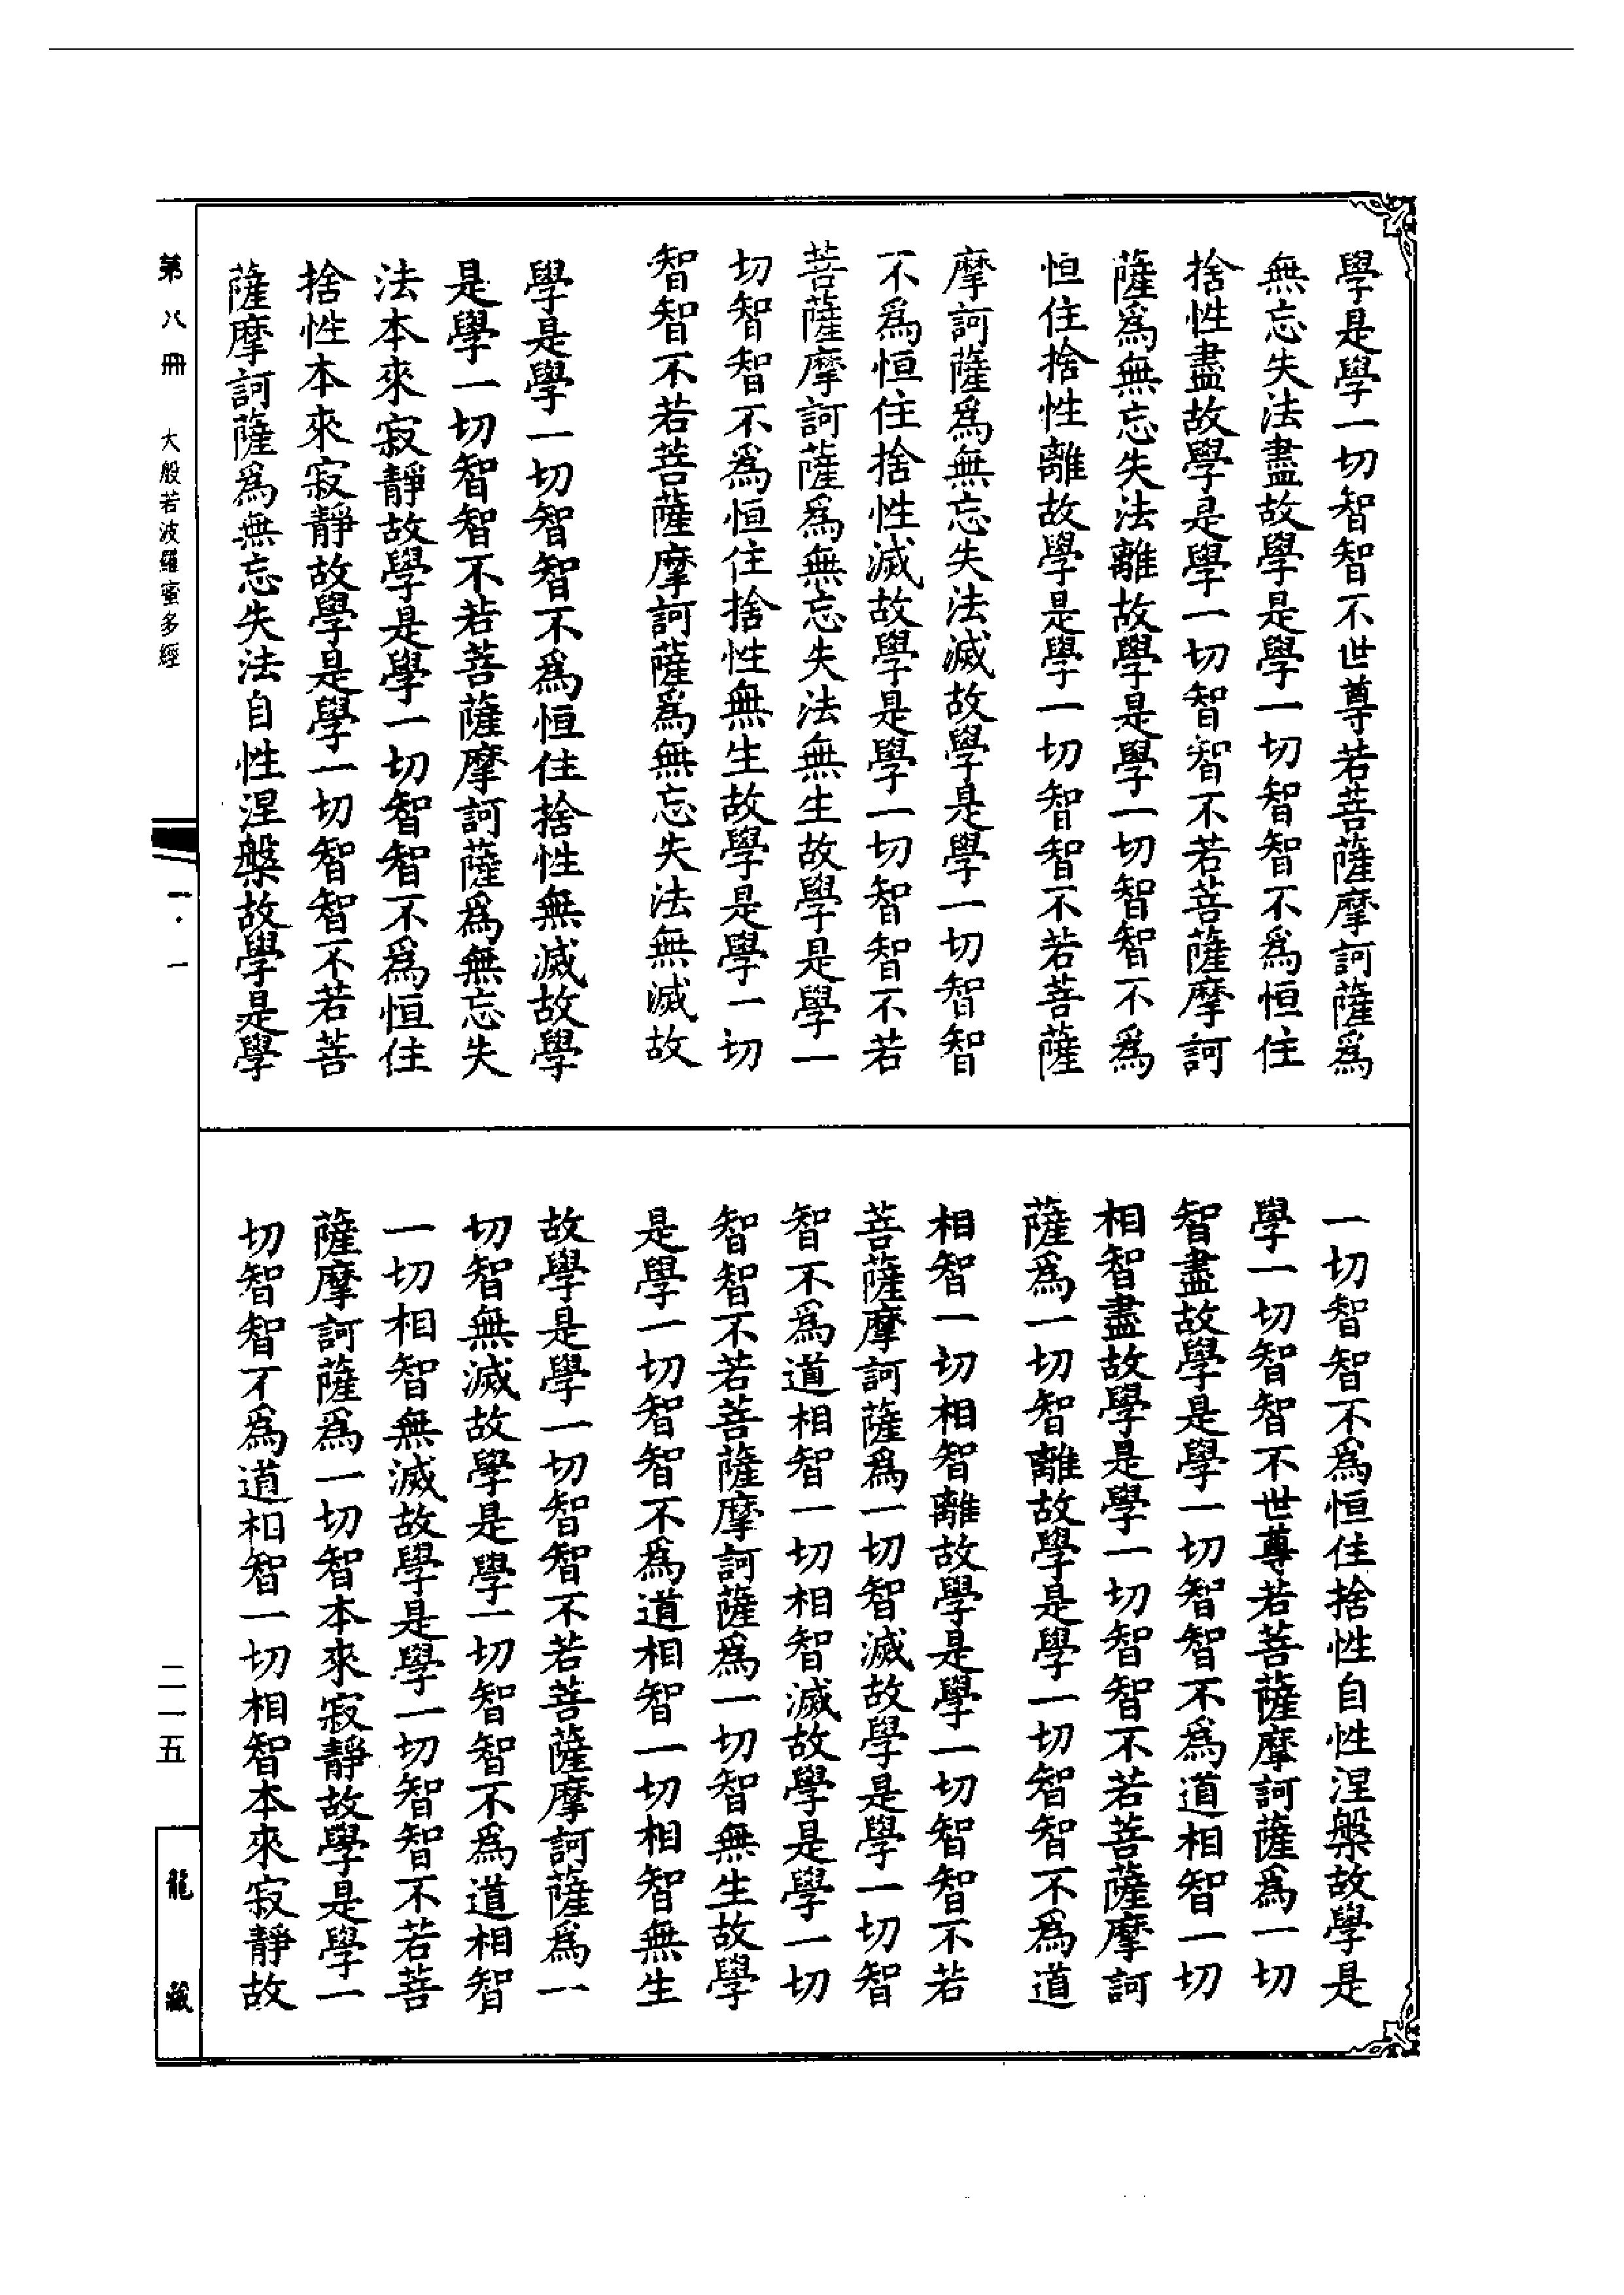 學是學一切智智不世尊若菩薩摩訶薩爲
無忘失法盡故學是學一切智智不爲恒住
捨性盡故學是學一切智智不若菩薩摩訶
薩爲無忘失法離故學是學一切智智不爲
恒住捨性離故學是學一切智智不若菩薩
摩訶薩爲無忘失法滅故學是學一切智智
不爲恒住捨性滅故學是學一切智智不若
菩薩摩訶薩爲無忘失法無生故學是學一
切智智不爲恒住捨性無生故學是學一切
智智不若菩薩摩訶薩爲無忘失法無滅故
學是學一切智智不爲恒住捨性無滅故學
是學一切智智不若菩薩摩訶薩爲無忘失
法本來寂靜故學是學一切智智不爲恒住
捨性本來寂靜故學是學一切智智不若菩
薩摩訶薩爲無忘失法自性涅槃故學是學
一切智智不爲恒住捨性自性涅槃故學是
學一切智智不世尊若菩薩摩訶薩爲一切
智盡故學是學一切智智不爲道相智一切
相智盡故學是學一切智智不若菩薩摩訶
薩爲一切智離故學是學一切智智不爲道
相智一切相智離故學是學一切智智不若
菩薩摩訶薩爲一切智滅故學是學一切智
智不爲道相智一切相智滅故學是學一切
智智不若菩薩摩訶薩爲一切智無生故學
是學一切智智不爲道相智一切相智無生
故學是學一切智智不若菩薩摩訶薩爲一
切智無滅故學是學一切智智不爲道相智
一切相智無滅故學是學一切智智不若菩
薩摩訶薩爲一切智本來寂靜故學是學一
切智智不爲道相智一切相智本來寂靜故
第八冊 大般若波羅蜜多經
一·一
二一五
龍藏